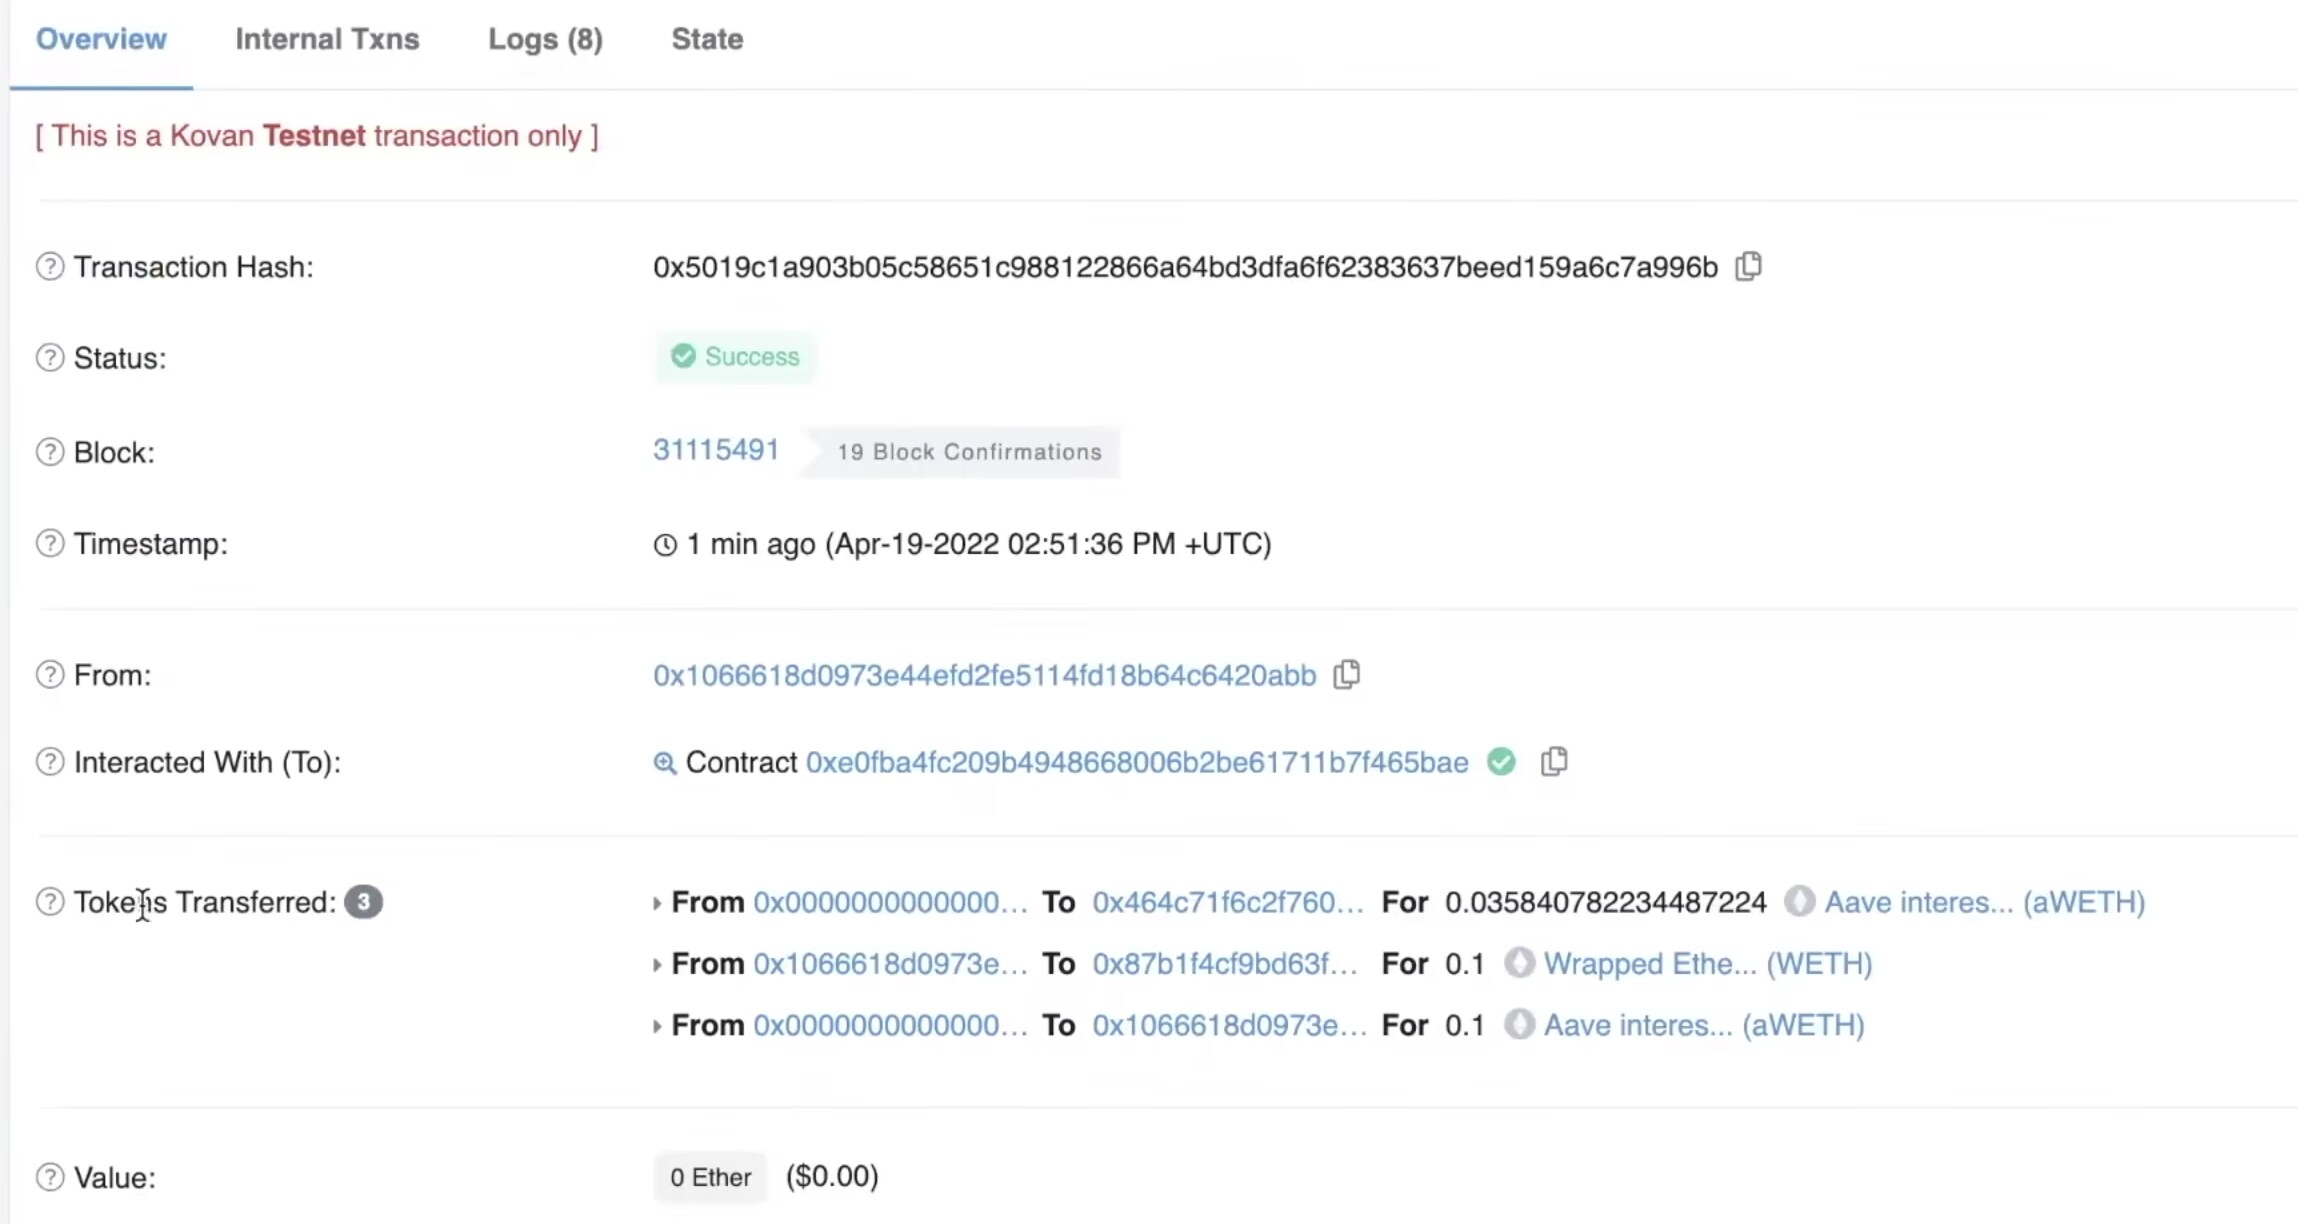 Overview Internal Txns Logs (8) State
[ This is a Kovan Testnet transaction only ]
Transaction Hash: 0x5019c1a903b05c58651c988122866a64bd3dfa6f62383637beed159a6c7a996b
Status: Success
Block: 31115491 19 Block Confirmations
Timestamp: 1 min ago (Apr-19-2022 02:51:36 PM +UTC)
From: 0x1066618d0973e44efd2fe5114fd18b64c6420abb
Interacted With (To): Contract 0xe0fba4fc209b4948668006b2be61711b7f465bae
Tokens Transferred: 3 From 0x0000000000000... To 0x464c71f6c2f760... For 0.035840782234487224 Aave interes... (aWETH)
From 0x1066618d0973e... To 0x87b1f4cf9bd63f... For 0.1 Wrapped Ethe... (WETH)
From 0x0000000000000... To 0x1066618d0973e... For 0.1 Aave interes... (aWETH)
Value: 0 Ether ($0.00)